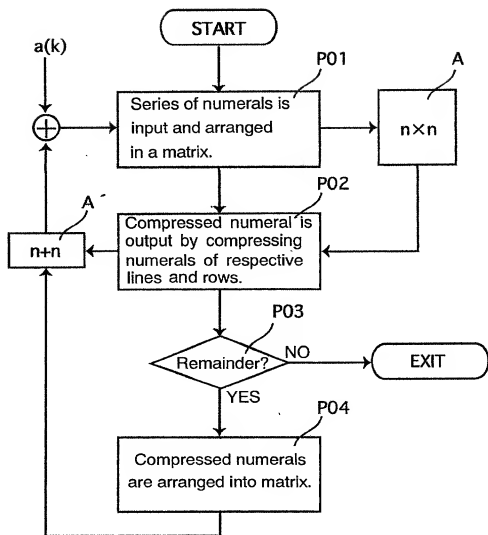 START
a(k)
P01
A
Series of numerals is
input and arranged
in a matrix.
n×n
P02
A
Compressed numeral is
output by compressing
numerals of respective
lines and rows.
n+n
P03
Remainder?
NO
EXIT
YES
P04
Compressed numerals
are arranged into matrix.